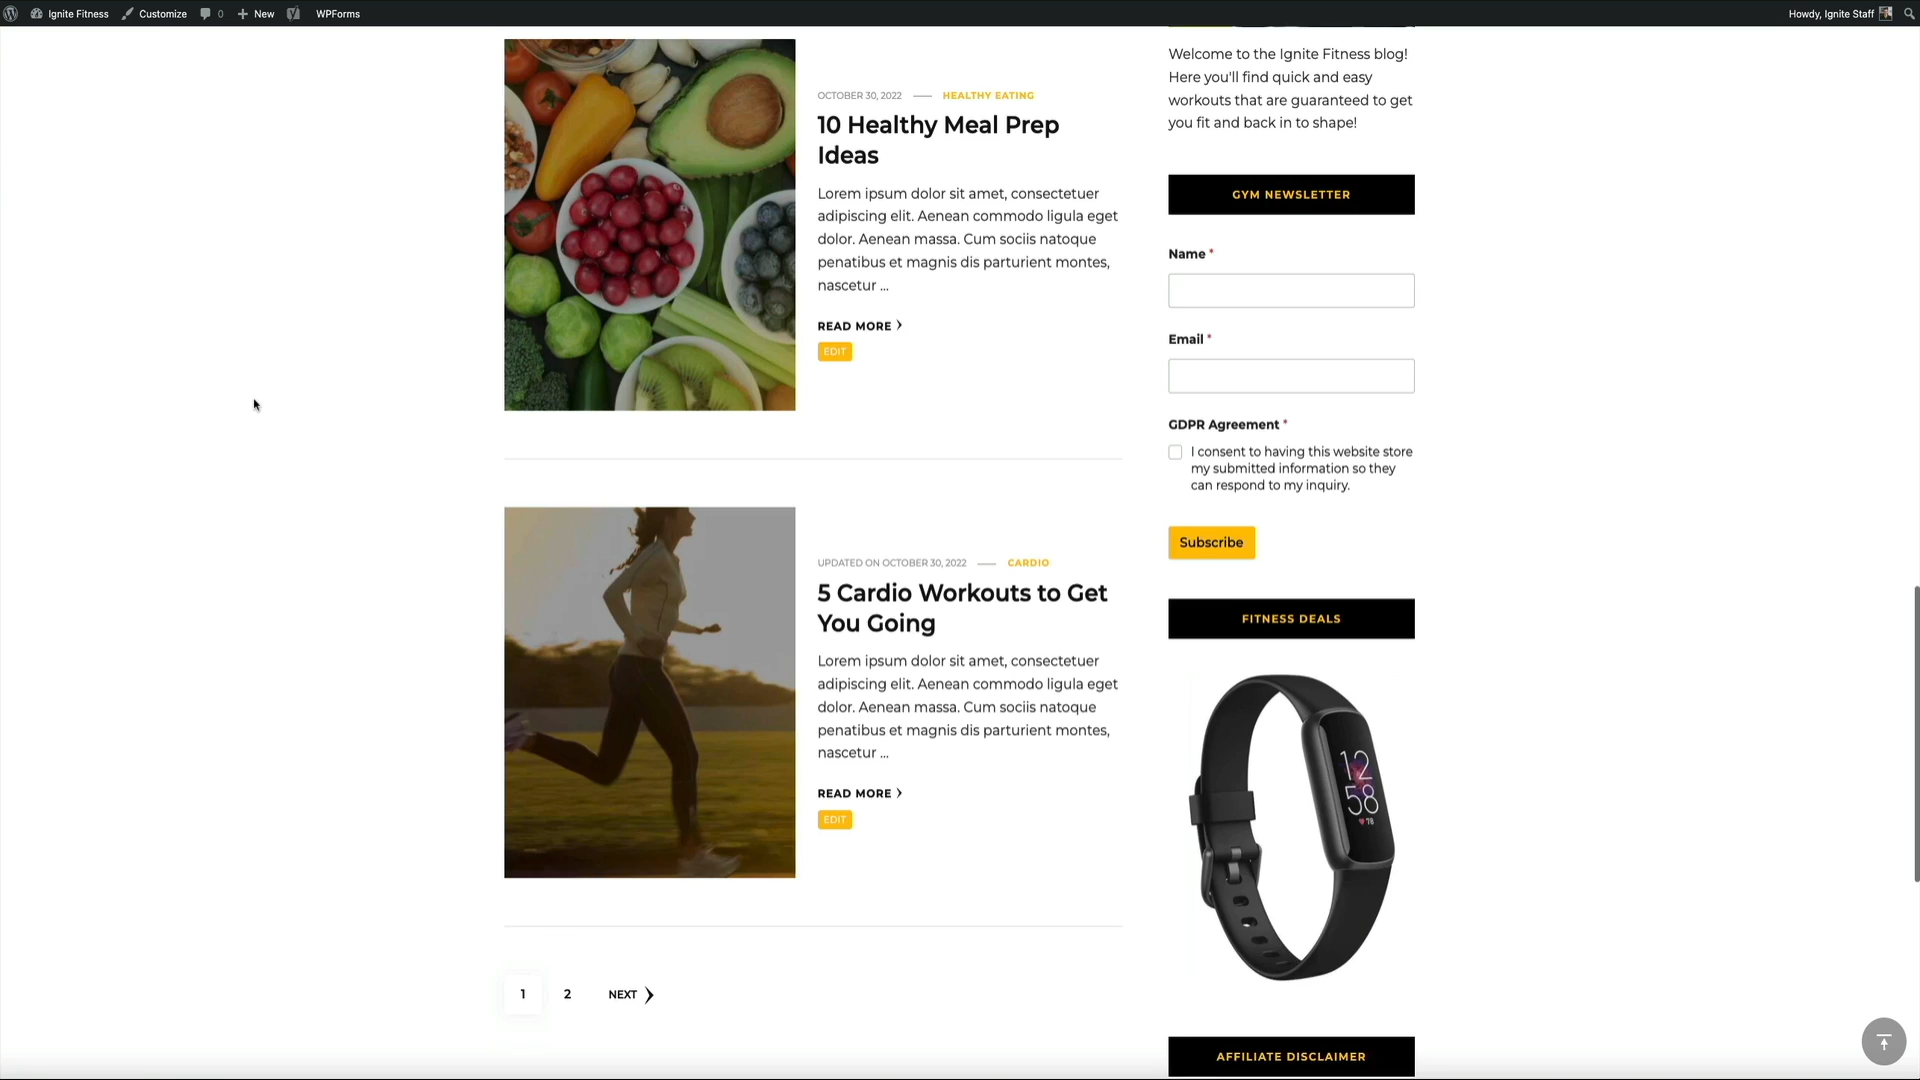 Ignite Fitness Customize 0 New WPForms Howdy, Ignite Staff
OCTOBER 30, 2022 HEALTHY EATING
10 Healthy Meal Prep
Ideas
Lorem ipsum dolor sit amet, consectetuer
adipiscing elit. Aenean commodo ligula eget
dolor. Aenean massa. Cum sociis natoque
penatibus et magnis dis parturient montes,
nascetur ...
READ MORE
EDIT
UPDATED ON OCTOBER 30, 2022 CARDIO
5 Cardio Workouts to Get
You Going
Lorem ipsum dolor sit amet, consectetuer
adipiscing elit. Aenean commodo ligula eget
dolor. Aenean massa. Cum sociis natoque
penatibus et magnis dis parturient montes,
nascetur ...
READ MORE
EDIT
1 2 NEXT
Welcome to the Ignite Fitness blog!
Here you'll find quick and easy
workouts that are guaranteed to get
you fit and back in to shape!
GYM NEWSLETTER
Name *
Email *
GDPR Agreement *
I consent to having this website store
my submitted information so they
can respond to my inquiry.
Subscribe
FITNESS DEALS
12
58
78
AFFILIATE DISCLAIMER